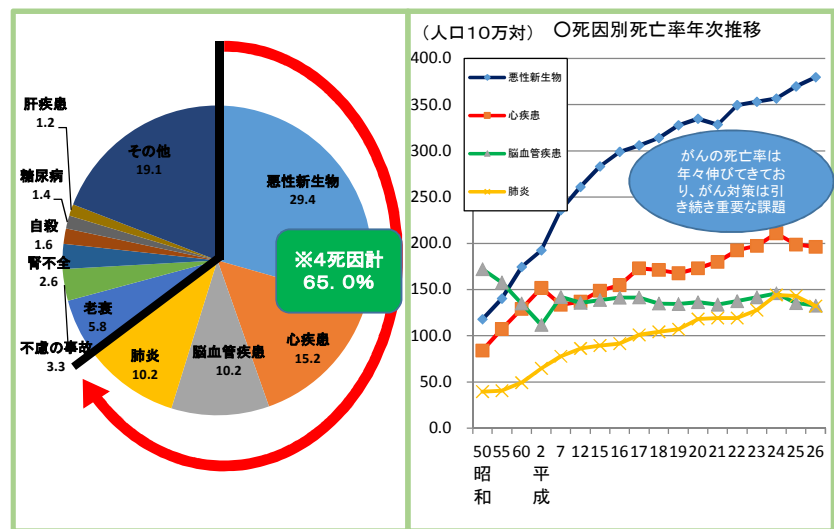 悪性新生物
29.4
心疾患
15.2
脳血管疾患
10.2
肺炎
10.2
老衰
5.8
不慮の事故
3.3
腎不全
2.6
自殺
1.6
糖尿病
1.4
肝疾患
1.2
その他
19.1
※4死因計
65.0%
(人口10万対)
○死因別死亡率年次推移
400.0
350.0
300.0
250.0
200.0
150.0
100.0
50.0
0.0
悪性新生物
心疾患
脳血管疾患
肺炎
がんの死亡率は
年々伸びてきてお
り、がん対策は引
き続き重要な課題
50 55 60 2 7 12 15 16 17 18 19 20 21 22 23 24 25 26
昭和
平成